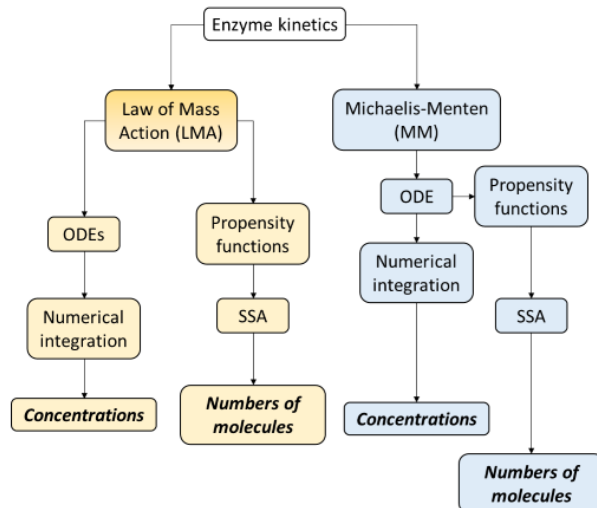 Enzyme kinetics
Law of Mass
Action (LMA)
ODEs
Numerical
integration
Concentrations
Propensity
functions
SSA
Numbers of
molecules
Michaelis-Menten
(MM)
ODE
Numerical
integration
Concentrations
Propensity
functions
SSA
Numbers of
molecules